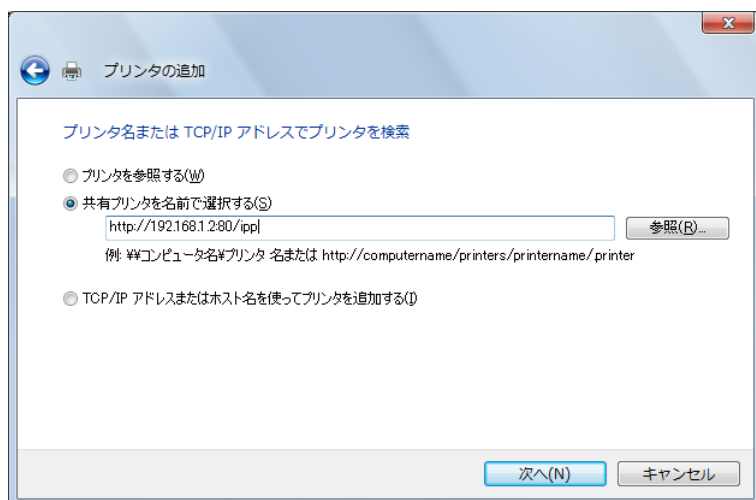 プリンタの追加
プリンタ名または TCP/IP アドレスでプリンタを検索
プリンタを参照する(W)
共有プリンタを名前で選択する(S)
http://192.168.1.2:80/ipp
参照(R)...
例: ¥¥コンピュータ名¥プリンタ 名または http://computername/printers/printername/.printer
TCP/IP アドレスまたはホスト名を使ってプリンタを追加する(I)
次へ(N)
キャンセル